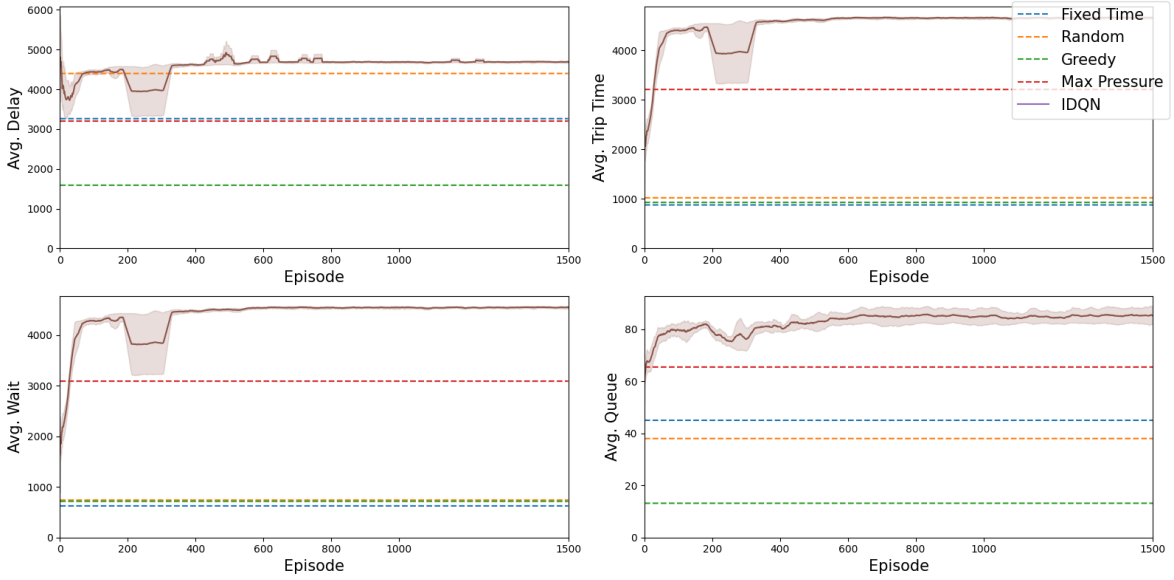 Avg. Delay
6000
5000
4000
3000
2000
1000
0
0 200 400 600 800 1000 1500
Episode
Avg. Trip Time
4000
3000
2000
1000
0
0 200 400 600 800 1000 1500
Episode
Fixed Time
Random
Greedy
Max Pressure
IDQN
Avg. Wait
4000
3000
2000
1000
0
0 200 400 600 800 1000 1500
Episode
Avg. Queue
80
60
40
20
0
0 200 400 600 800 1000 1500
Episode